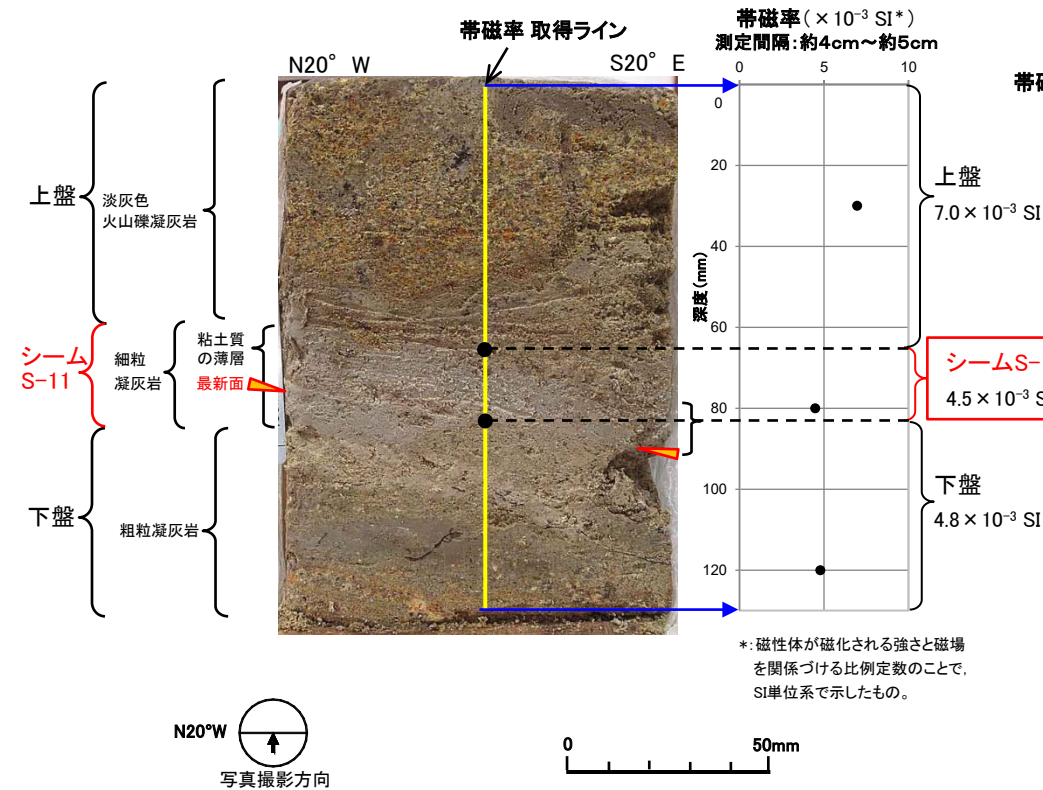 帯磁率 取得ライン
帯磁率(×10⁻³ SI*)
測定間隔:約4cm~約5cm
N20° W
S20° E
0
5
10
帯磁
0
20
40
60
80
100
120
深度(mm)
上盤
淡灰色
火山礫凝灰岩
シーム
S-11
細粒
凝灰岩
粘土質
の薄層
最新面
下盤
粗粒凝灰岩
上盤
7.0×10⁻³ SI
シームS-
4.5×10⁻³ S
下盤
4.8×10⁻³ SI
*:磁性体が磁化される強さと磁場
を関係づける比例定数のことで,
SI単位系で示したもの。
N20°W
写真撮影方向
0
50mm